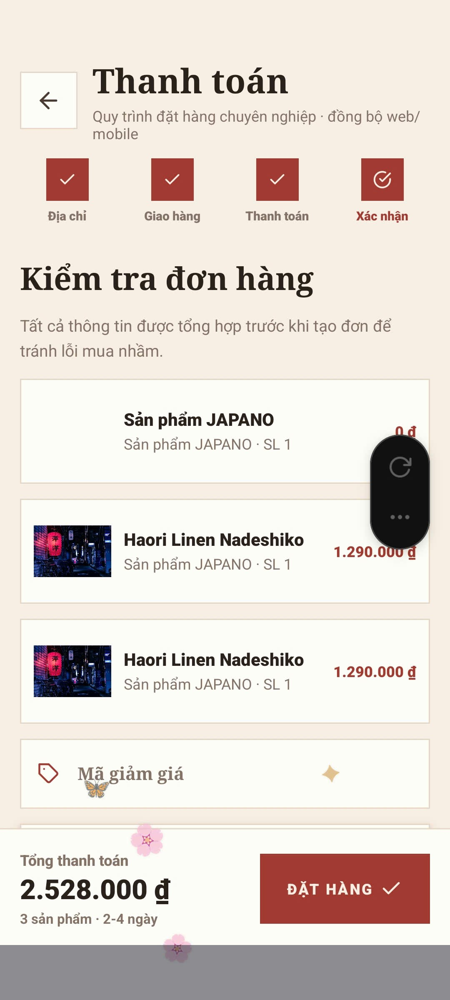 Thanh toán
Quy trình đặt hàng chuyên nghiệp · đồng bộ web/
mobile
Địa chỉ
Giao hàng
Thanh toán
Xác nhận
Kiểm tra đơn hàng
Tất cả thông tin được tổng hợp trước khi tạo đơn để
tránh lỗi mua nhầm.
Sản phẩm JAPANO
Sản phẩm JAPANO · SL 1
0 ₫
Haori Linen Nadeshiko
Sản phẩm JAPANO · SL 1
1.290.000 ₫
Haori Linen Nadeshiko
Sản phẩm JAPANO · SL 1
1.290.000 ₫
Mã giảm giá
Tổng thanh toán
2.528.000 ₫
3 sản phẩm · 2-4 ngày
ĐẶT HÀNG